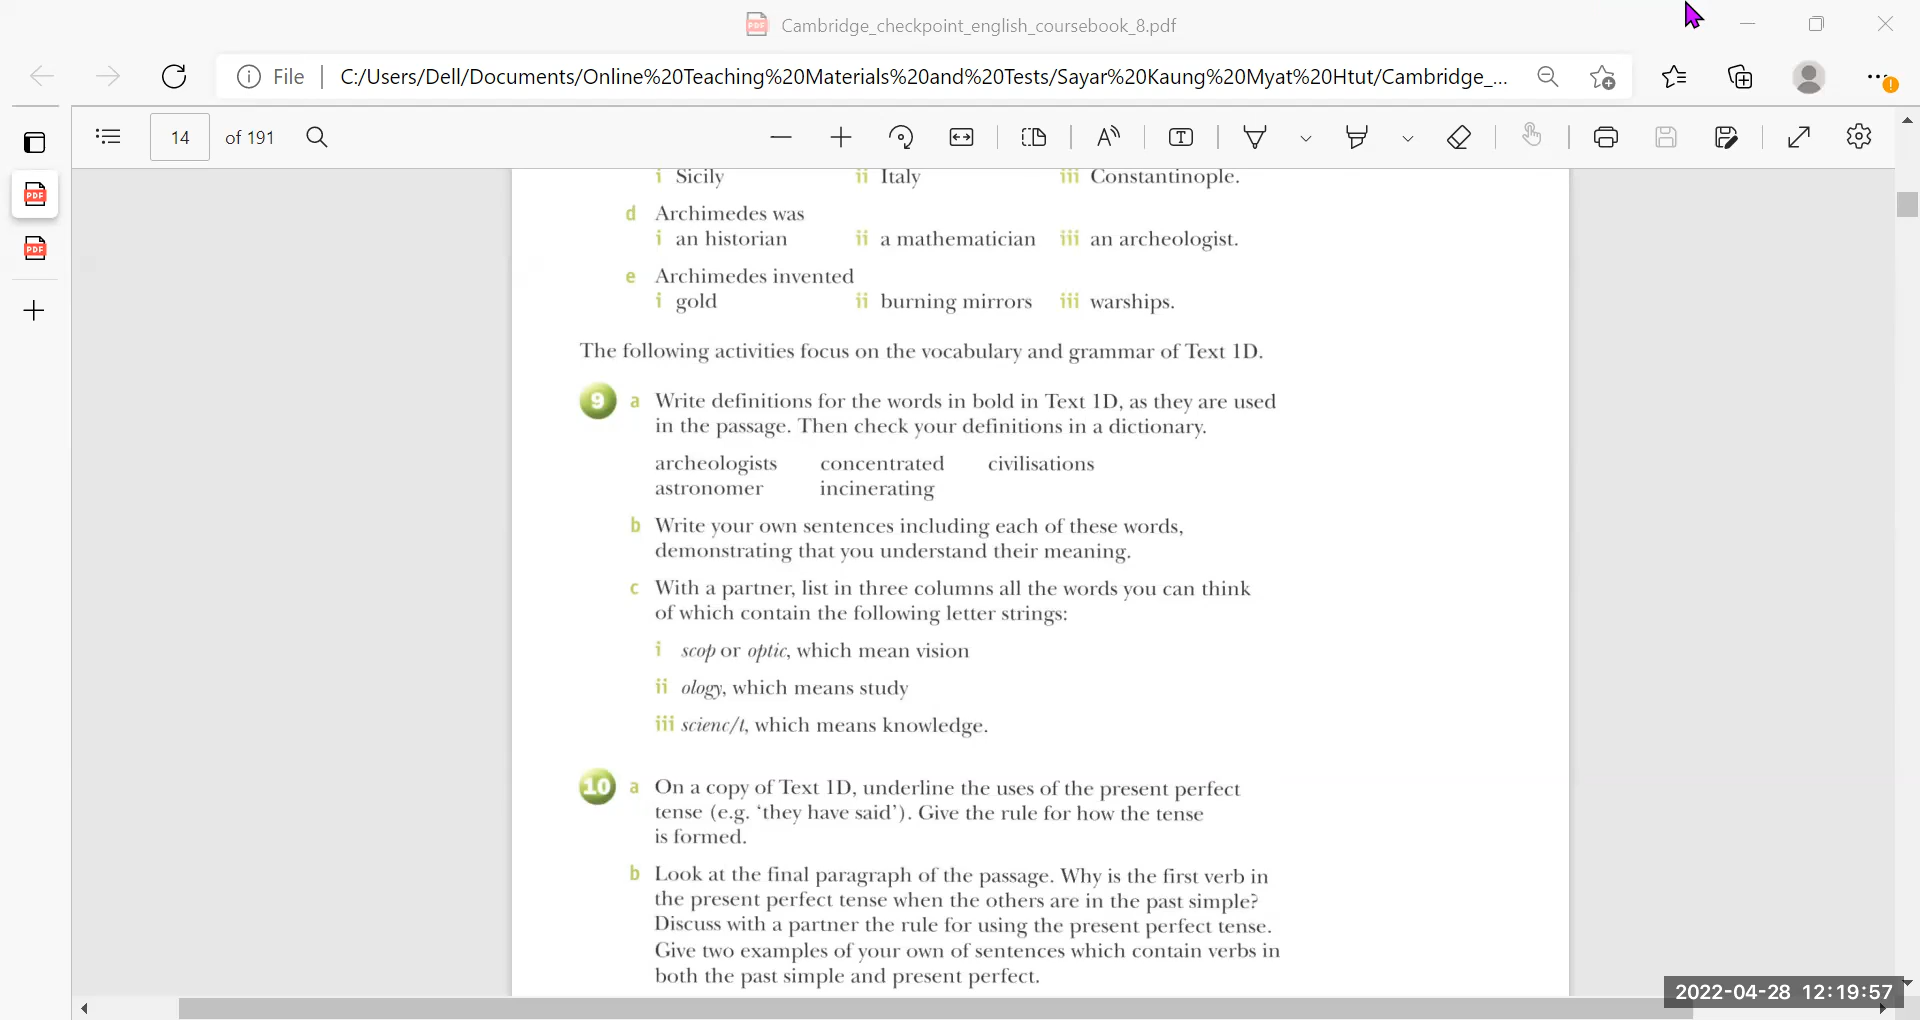 Cambridge_checkpoint_english_coursebook_8.pdf
File C:/Users/Dell/Documents/Online%20Teaching%20Materials%20and%20Tests/Sayar%20Kaung%20Myat%20Htut/Cambridge_...
14 of 191
i Sicily ii Italy iii Constantinople.
d Archimedes was
i an historian ii a mathematician iii an archeologist.
e Archimedes invented
i gold ii burning mirrors iii warships.
The following activities focus on the vocabulary and grammar of Text 1D.
9 a Write definitions for the words in bold in Text 1D, as they are used
in the passage. Then check your definitions in a dictionary.
archeologists concentrated civilisations
astronomer incinerating
b Write your own sentences including each of these words,
demonstrating that you understand their meaning.
c With a partner, list in three columns all the words you can think
of which contain the following letter strings:
i scop or optic, which mean vision
ii ology, which means study
iii scienc/t, which means knowledge.
10 a On a copy of Text 1D, underline the uses of the present perfect
tense (e.g. ‘they have said’). Give the rule for how the tense
is formed.
b Look at the final paragraph of the passage. Why is the first verb in
the present perfect tense when the others are in the past simple?
Discuss with a partner the rule for using the present perfect tense.
Give two examples of your own of sentences which contain verbs in
both the past simple and present perfect.
2022-04-28 12:19:57